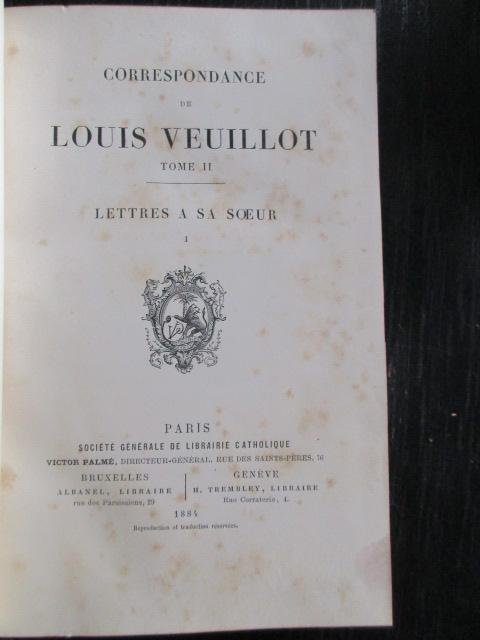 CORRESPONDANCE
DE
LOUIS VEUILLOT
TOME II
LETTRES A SA SŒUR
I
PARIS
SOCIÉTÉ GÉNÉRALE DE LIBRAIRIE CATHOLIQUE
VICTOR PALMÉ, DIRECTEUR-GÉNÉRAL, RUE DES SAINTS-PÈRES, 76
BRUXELLES
ALBANEL, LIBRAIRE
rue des Paroissiens, 29
GENÈVE
H. TREMBLEY, LIBRAIRE
Rue Corraterie, 4.
1884
Reproduction et traduction réservées.